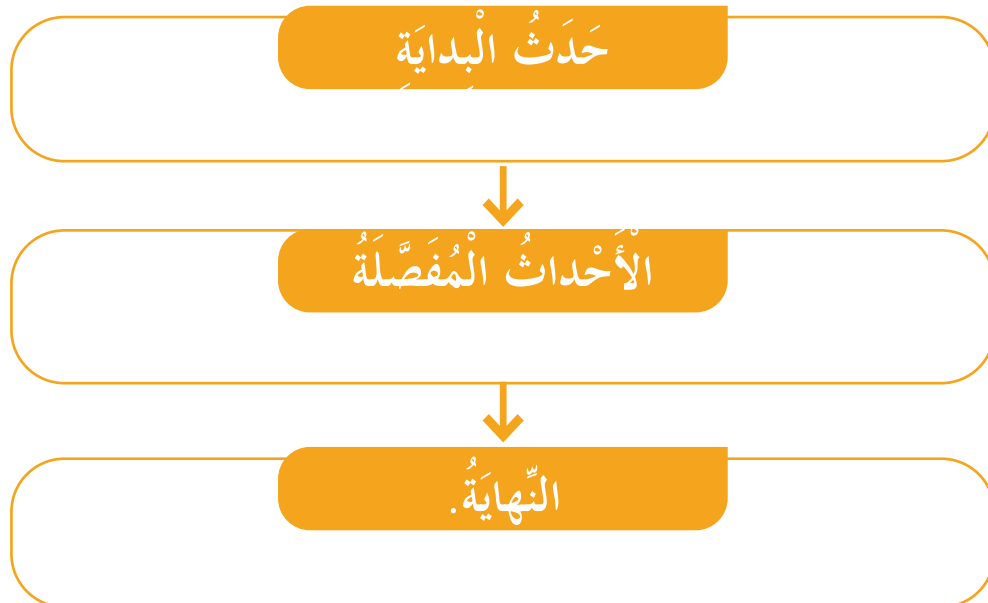 حَدَثُ الْبدايَة
الْأَحْداثُ الْمُفَصَّلَةُ
النِّهايَةُ.